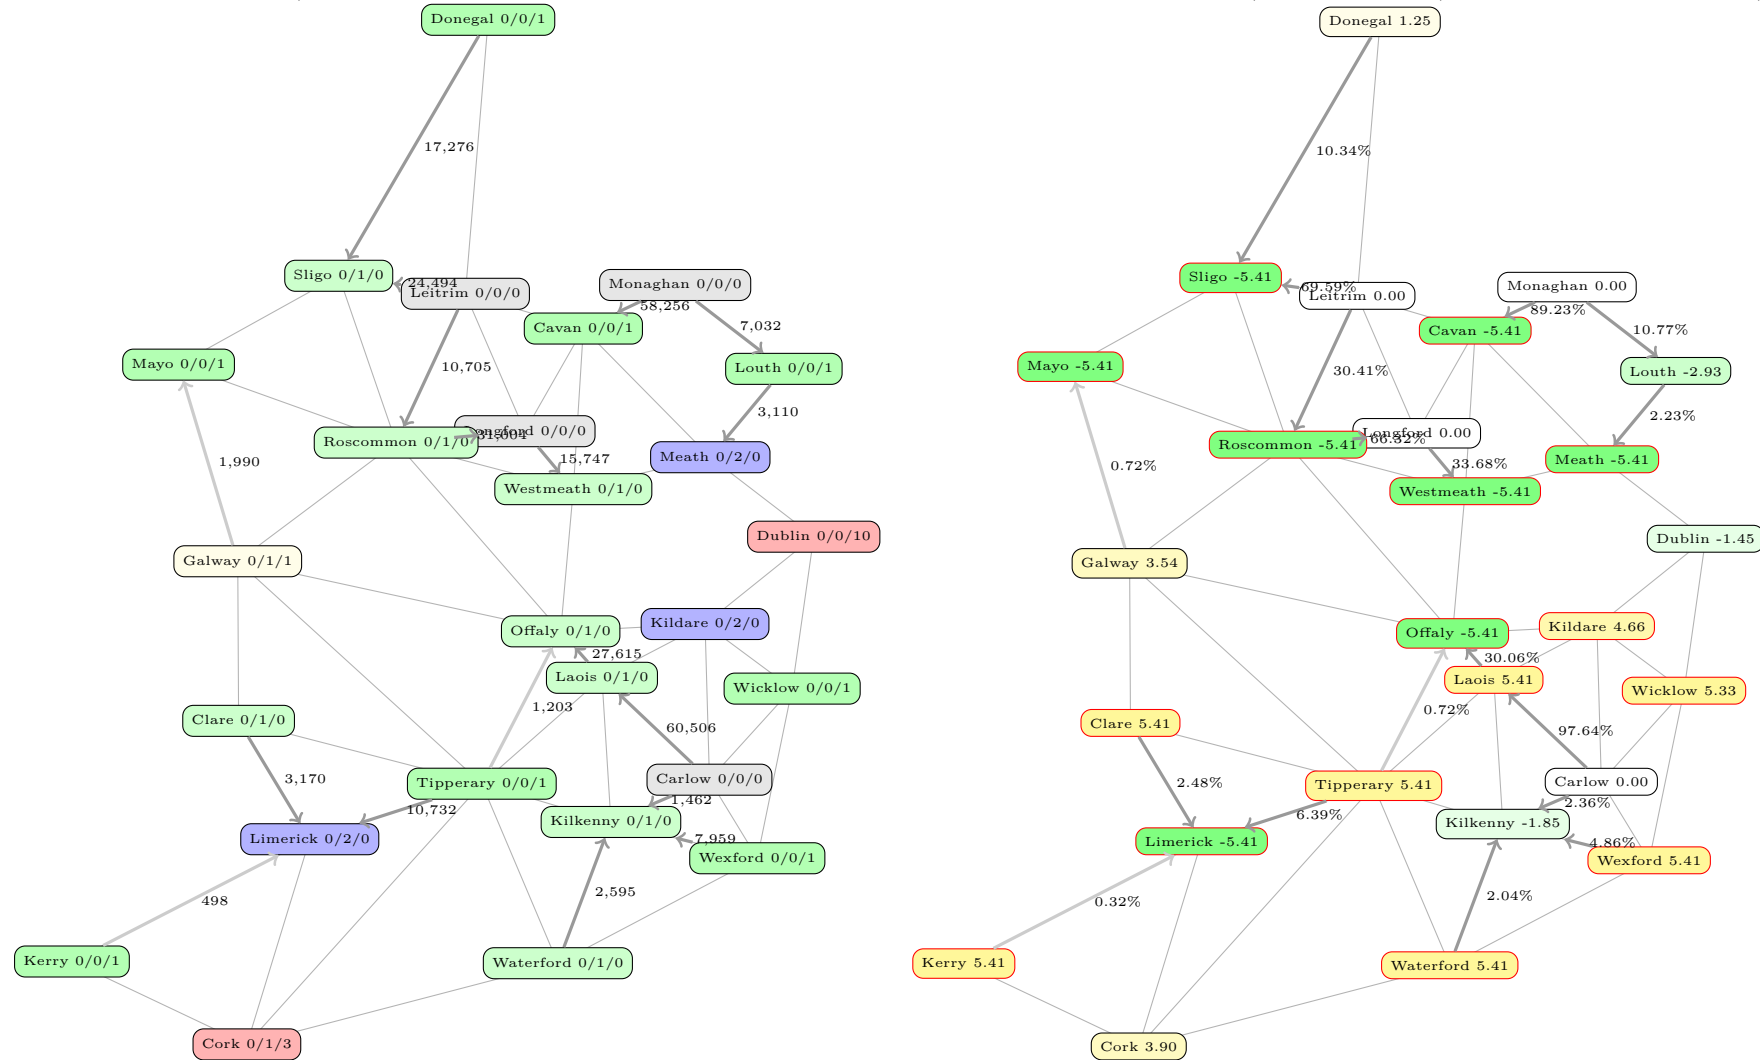 Donegal 0/0/1
17,276
Sligo 0/1/0
24,494
Leitrim 0/0/0
Monaghan 0/0/0
58,256
Cavan 0/0/1
7,032
Mayo 0/0/1
10,705
Louth 0/0/1
3,110
Roscommon 0/1/0
Longford 0/0/0
31,004
1,990
15,747
Meath 0/2/0
Westmeath 0/1/0
Dublin 0/0/10
Galway 0/1/1
Offaly 0/1/0
Kildare 0/2/0
27,615
Laois 0/1/0
Wicklow 0/0/1
1,203
Clare 0/1/0
60,506
3,170
Tipperary 0/0/1
Carlow 0/0/0
10,732
1,462
Limerick 0/2/0
Kilkenny 0/1/0
7,959
Wexford 0/0/1
498
2,595
Kerry 0/0/1
Waterford 0/1/0
Cork 0/1/3
Donegal 1.25
10.34%
Sligo -5.41
69.59%
Leitrim 0.00
Monaghan 0.00
89.23%
Cavan -5.41
10.77%
Mayo -5.41
30.41%
Louth -2.93
2.23%
Roscommon -5.41
Longford 0.00
66.32%
0.72%
33.68%
Meath -5.41
Westmeath -5.41
Dublin -1.45
Galway 3.54
Offaly -5.41
Kildare 4.66
30.06%
Laois 5.41
Wicklow 5.33
0.72%
Clare 5.41
97.64%
2.48%
Tipperary 5.41
Carlow 0.00
6.39%
2.36%
Limerick -5.41
Kilkenny -1.85
4.86%
Wexford 5.41
0.32%
2.04%
Kerry 5.41
Waterford 5.41
Cork 3.90